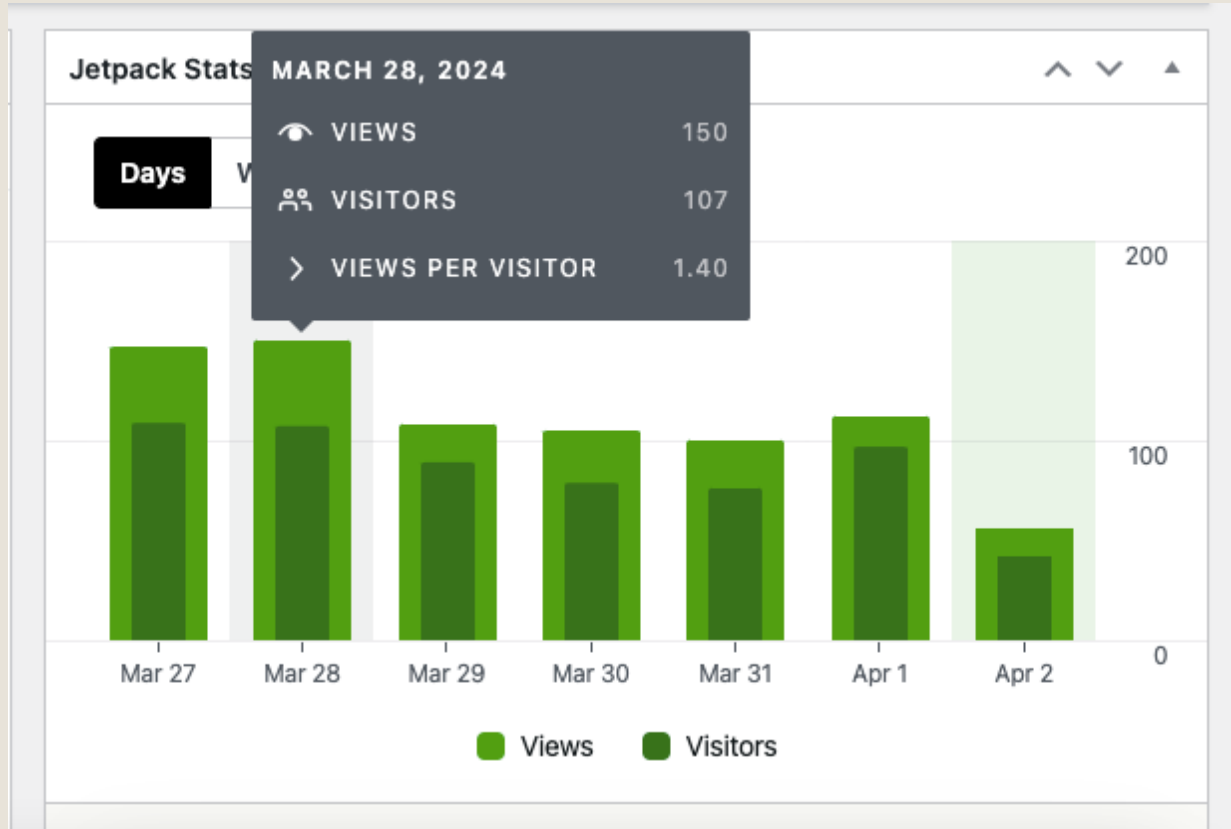 Jetpack Stats
MARCH 28, 2024
VIEWS 150
VISITORS 107
VIEWS PER VISITOR 1.40
Days
200
100
0
Mar 27 Mar 28 Mar 29 Mar 30 Mar 31 Apr 1 Apr 2
Views Visitors